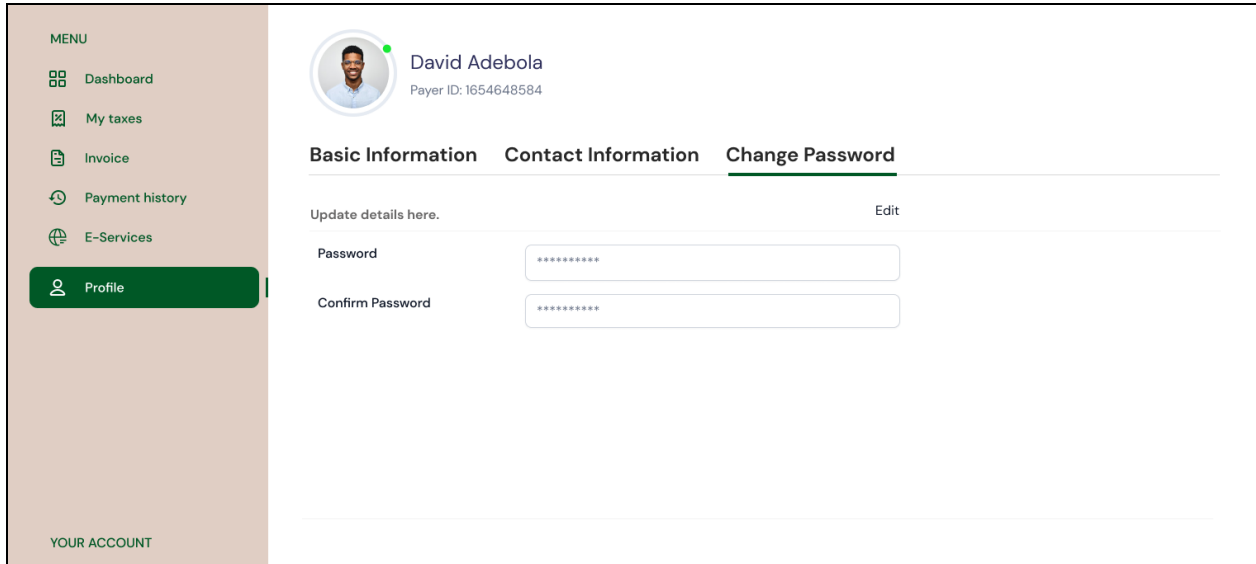 MENU
Dashboard
My taxes
Invoice
Payment history
E-Services
Profile
YOUR ACCOUNT
David Adebola
Payer ID: 1654648584
Basic Information Contact Information Change Password
Update details here. Edit
Password **********
Confirm Password **********